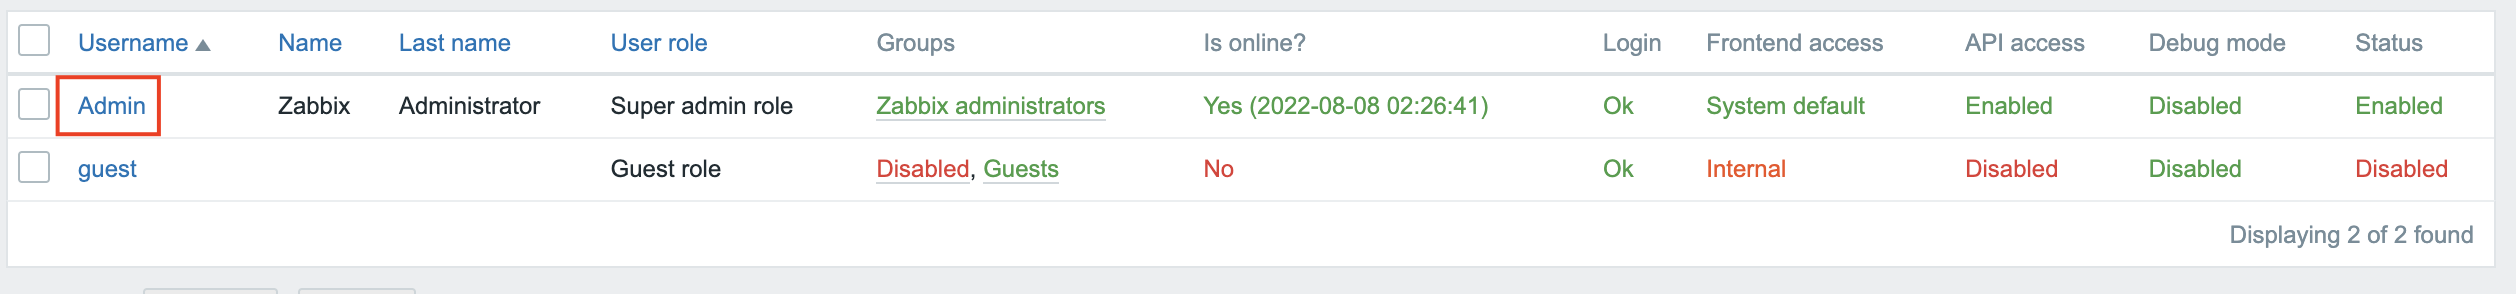 Username ▲ Name Last name User role Groups Is online? Login Frontend access API access Debug mode Status
Admin Zabbix Administrator Super admin role Zabbix administrators Yes (2022-08-08 02:26:41) Ok System default Enabled Disabled Enabled
guest Guest role Disabled, Guests No Ok Internal Disabled Disabled Disabled
Displaying 2 of 2 found